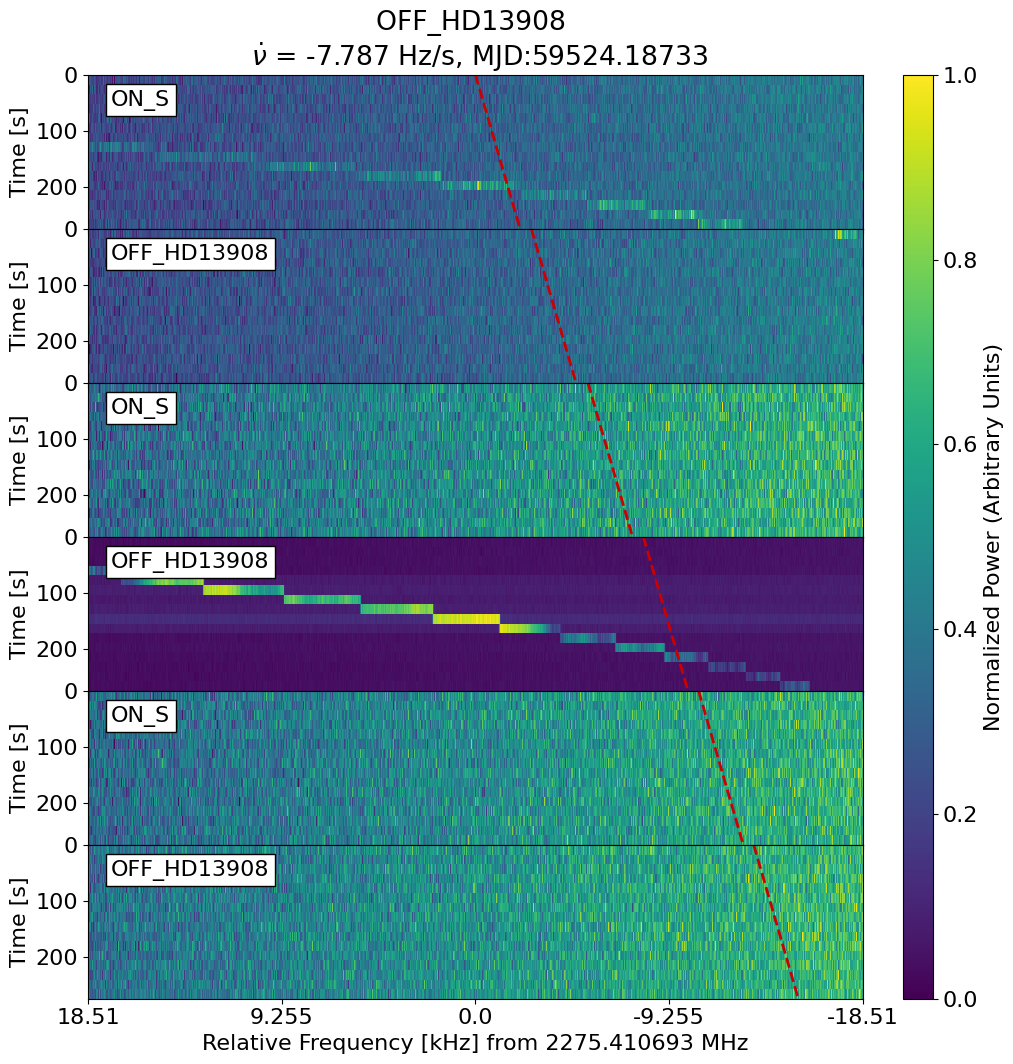 OFF_HD13908
ν̇ = -7.787 Hz/s, MJD:59524.18733
0
ON_S
100
200
Time [s]
0
OFF_HD13908
100
200
Time [s]
0
ON_S
100
200
Time [s]
0
OFF_HD13908
100
200
Time [s]
0
ON_S
100
200
Time [s]
0
OFF_HD13908
100
200
Time [s]
18.51 9.255 0.0 -9.255 -18.51
Relative Frequency [kHz] from 2275.410693 MHz
1.0
0.8
0.6
0.4
0.2
0.0
Normalized Power (Arbitrary Units)